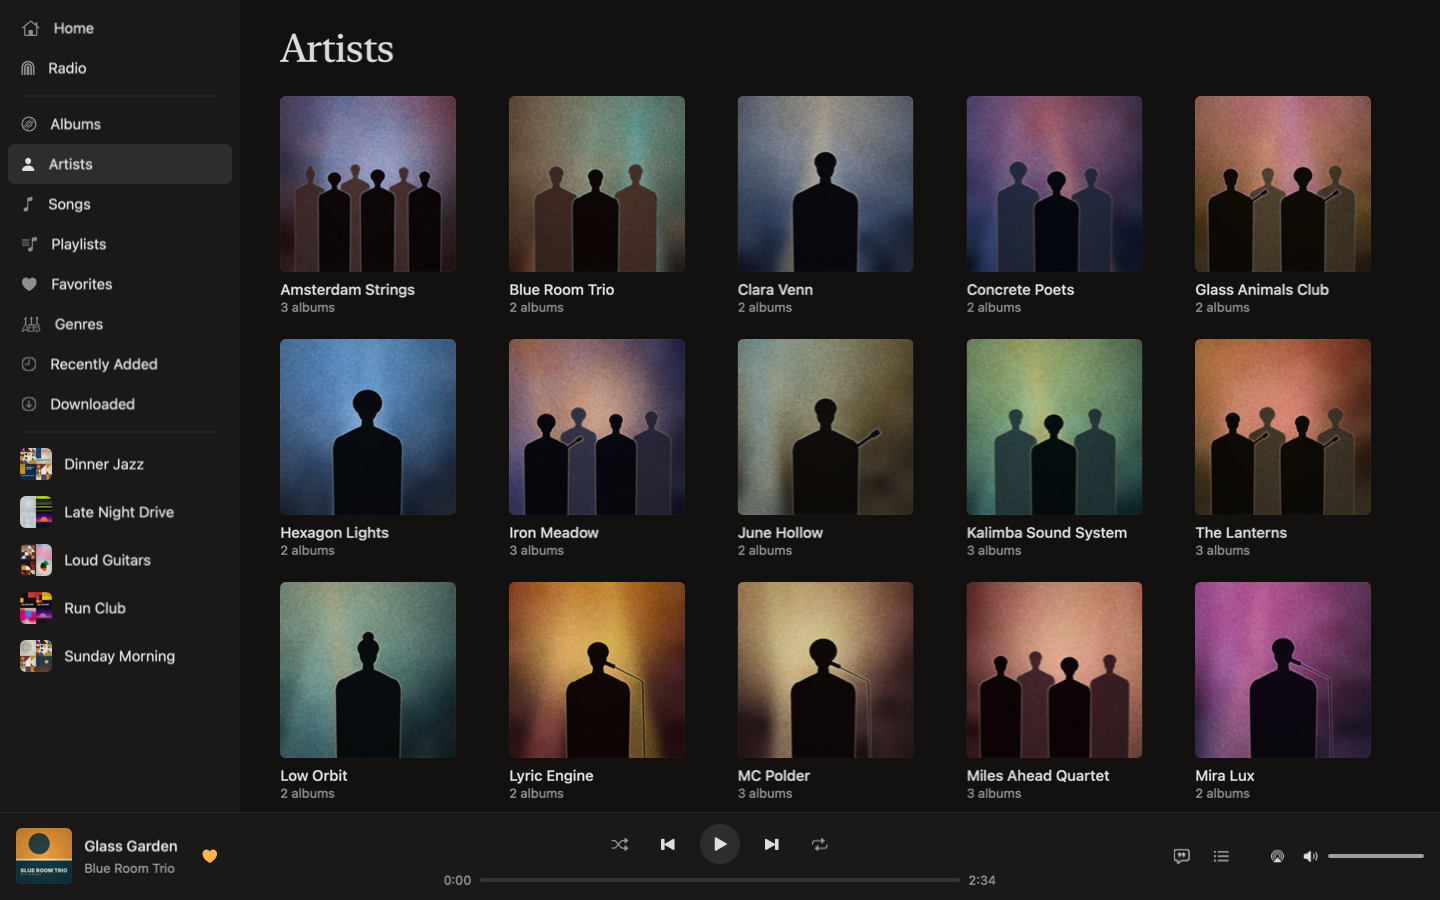 Home
Radio
Albums
Artists
Songs
Playlists
Favorites
Genres
Recently Added
Downloaded
Dinner Jazz
Late Night Drive
Loud Guitars
Run Club
Sunday Morning
Artists
Amsterdam Strings
3 albums
Blue Room Trio
2 albums
Clara Venn
2 albums
Concrete Poets
2 albums
Glass Animals Club
2 albums
Hexagon Lights
2 albums
Iron Meadow
3 albums
June Hollow
2 albums
Kalimba Sound System
3 albums
The Lanterns
3 albums
Low Orbit
2 albums
Lyric Engine
2 albums
MC Polder
3 albums
Miles Ahead Quartet
3 albums
Mira Lux
2 albums
BLUE ROOM TRIO
Glass Garden
Blue Room Trio
0:00
2:34